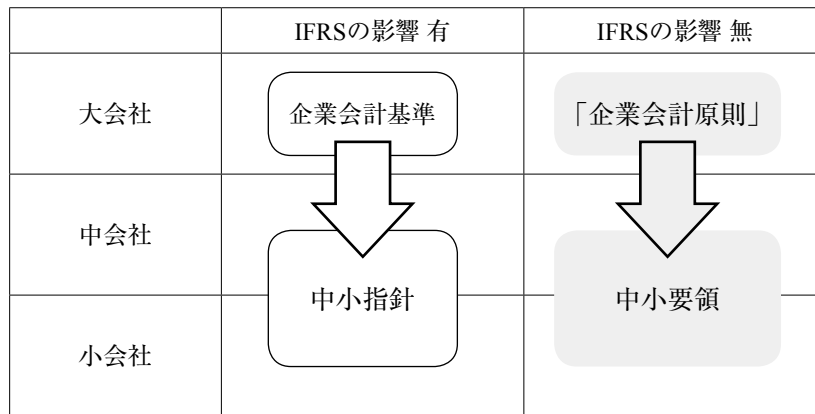 IFRSの影響 有
IFRSの影響 無
大会社
企業会計基準
「企業会計原則」
中会社
中小指針
中小要領
小会社